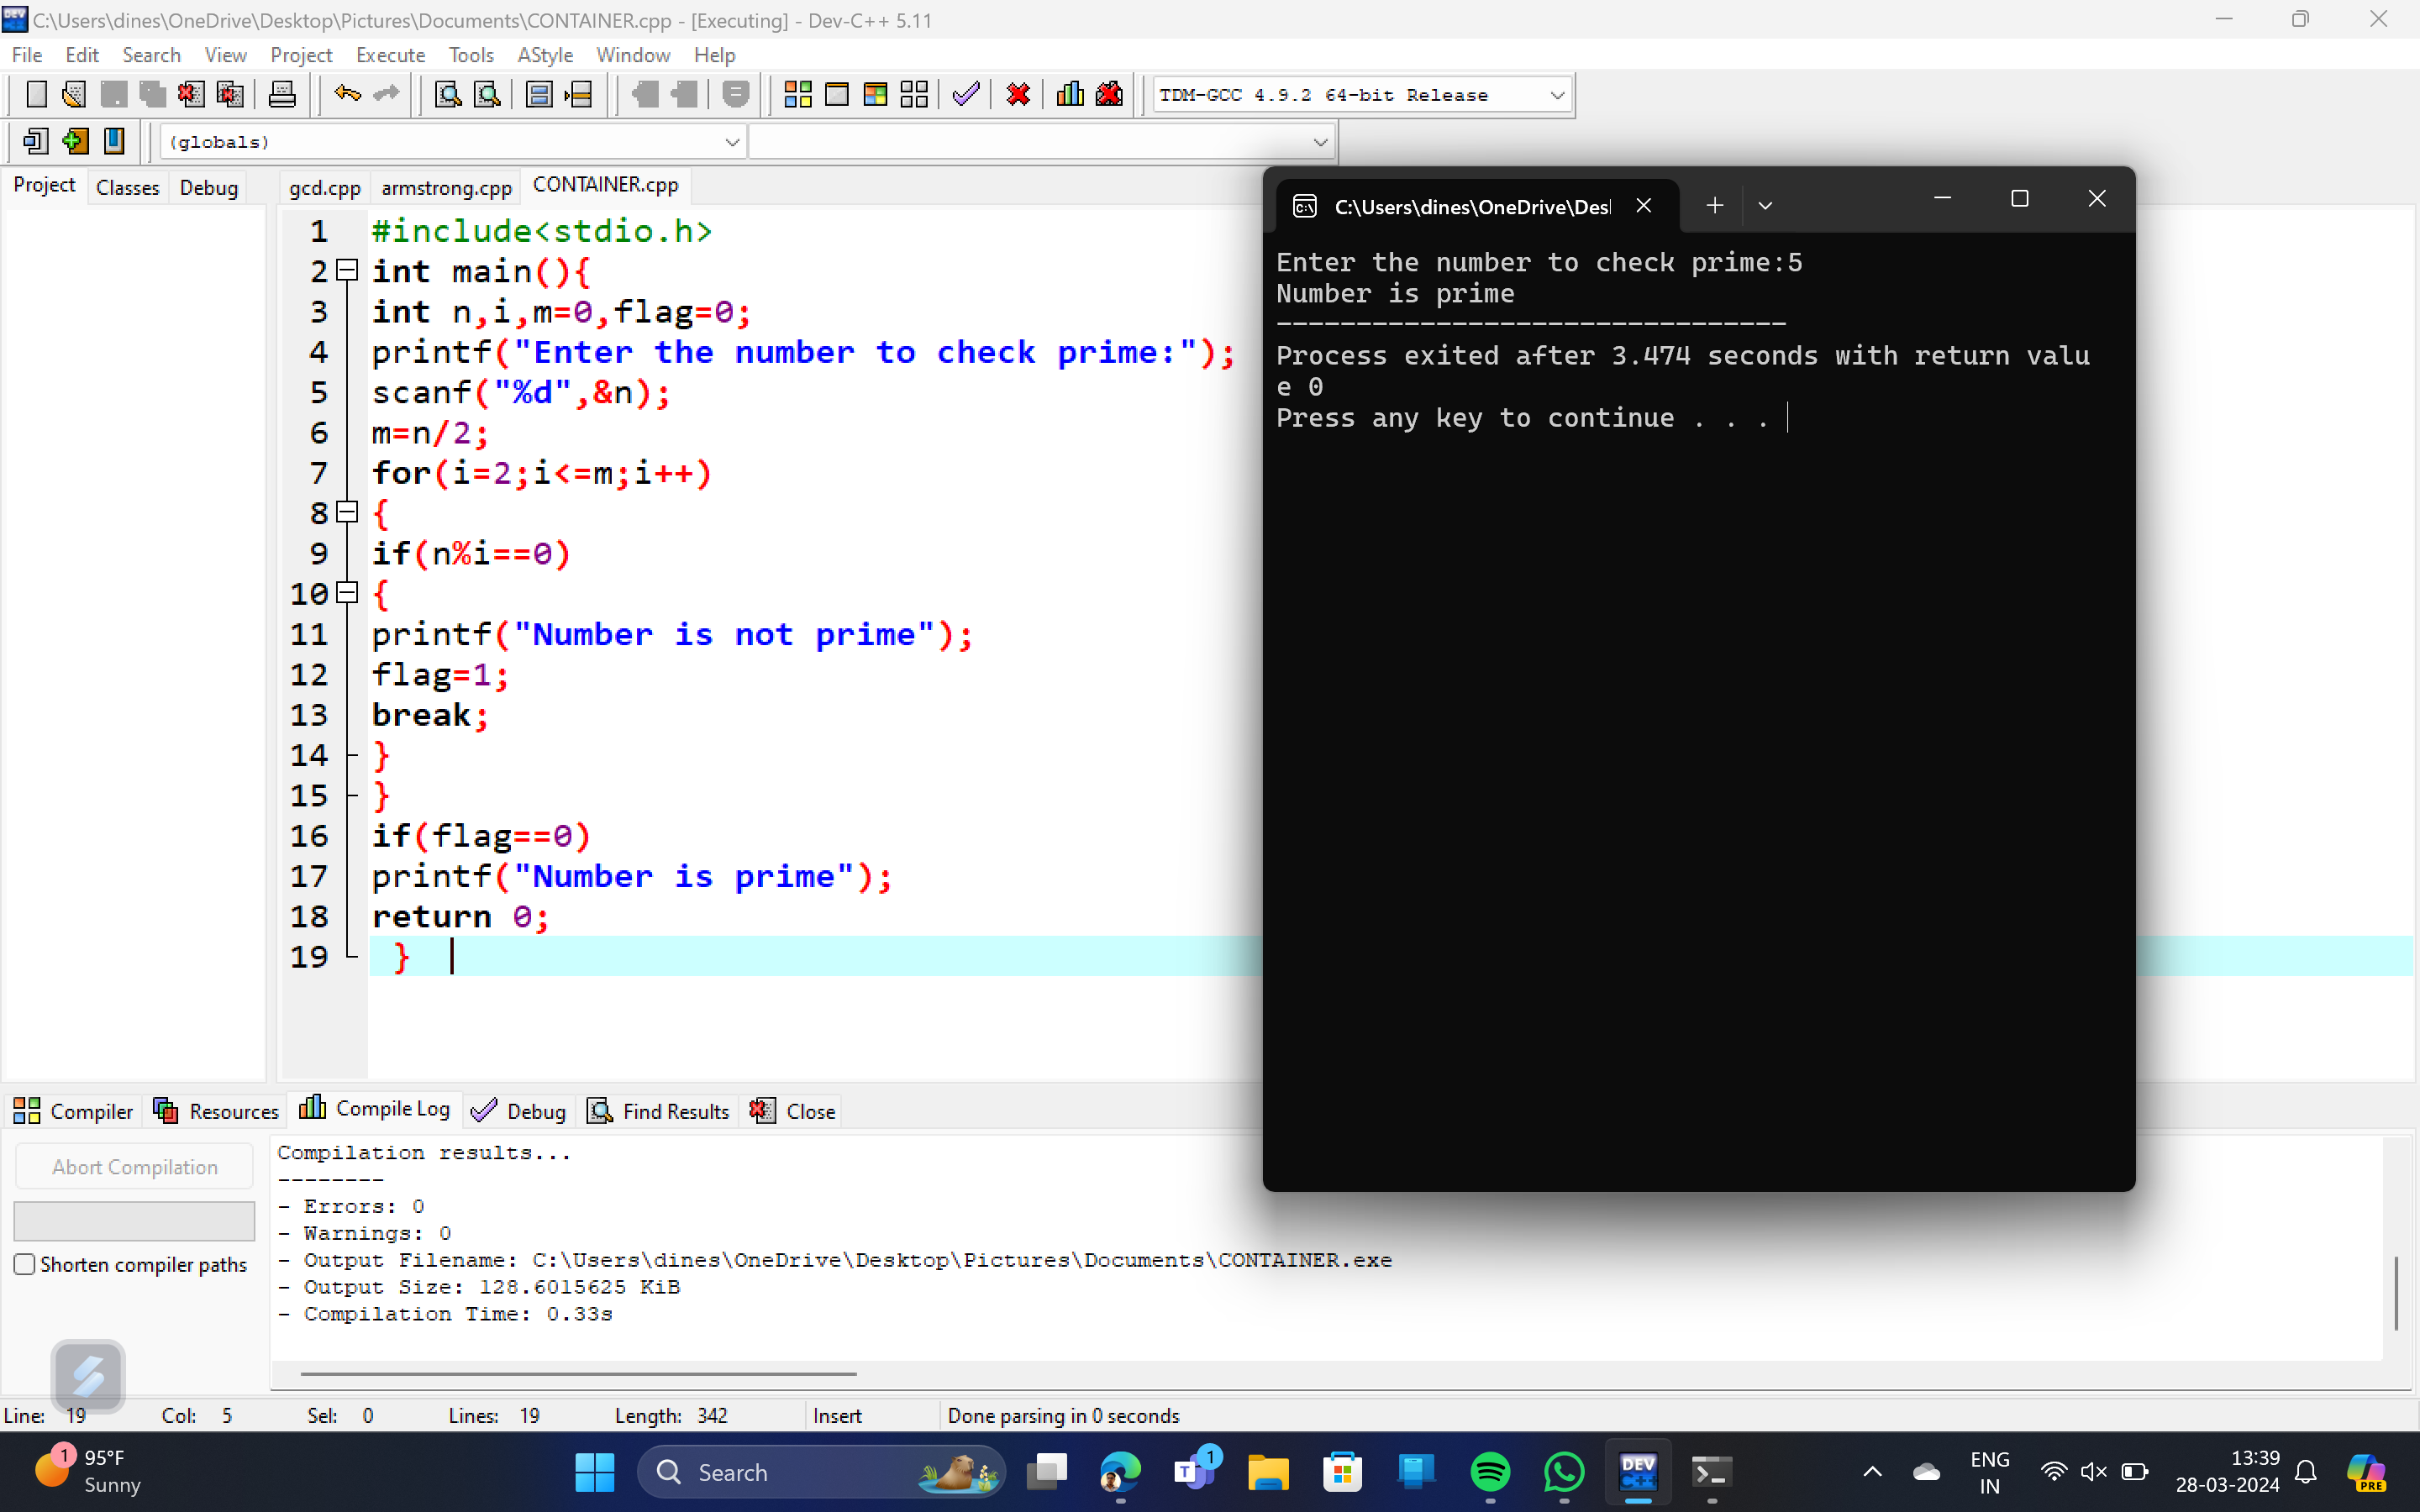 C:\Users\dines\OneDrive\Desktop\Pictures\Documents\CONTAINER.cpp - [Executing] - Dev-C++ 5.11
File Edit Search View Project Execute Tools AStyle Window Help
TDM-GCC 4.9.2 64-bit Release
(globals)
Project Classes Debug gcd.cpp armstrong.cpp CONTAINER.cpp
1 #include<stdio.h>
2 int main(){
3 int n,i,m=0,flag=0;
4 printf("Enter the number to check prime:");
5 scanf("%d",&n);
6 m=n/2;
7 for(i=2;i<=m;i++)
8 {
9 if(n%i==0)
10 {
11 printf("Number is not prime");
12 flag=1;
13 break;
14 }
15 }
16 if(flag==0)
17 printf("Number is prime");
18 return 0;
19 }
C:\Users\dines\OneDrive\Des
Enter the number to check prime:5
Number is prime
--------------------------------
Process exited after 3.474 seconds with return valu
e 0
Press any key to continue . . .
Compiler Resources Compile Log Debug Find Results Close
Abort Compilation
Shorten compiler paths
Compilation results...
--------
- Errors: 0
- Warnings: 0
- Output Filename: C:\Users\dines\OneDrive\Desktop\Pictures\Documents\CONTAINER.exe
- Output Size: 128.6015625 KiB
- Compilation Time: 0.33s
Line: 19 Col: 5 Sel: 0 Lines: 19 Length: 342 Insert Done parsing in 0 seconds
1
95°F
Sunny
Search
T
1
DEV
C++
ENG
IN
13:39
28-03-2024
PRE